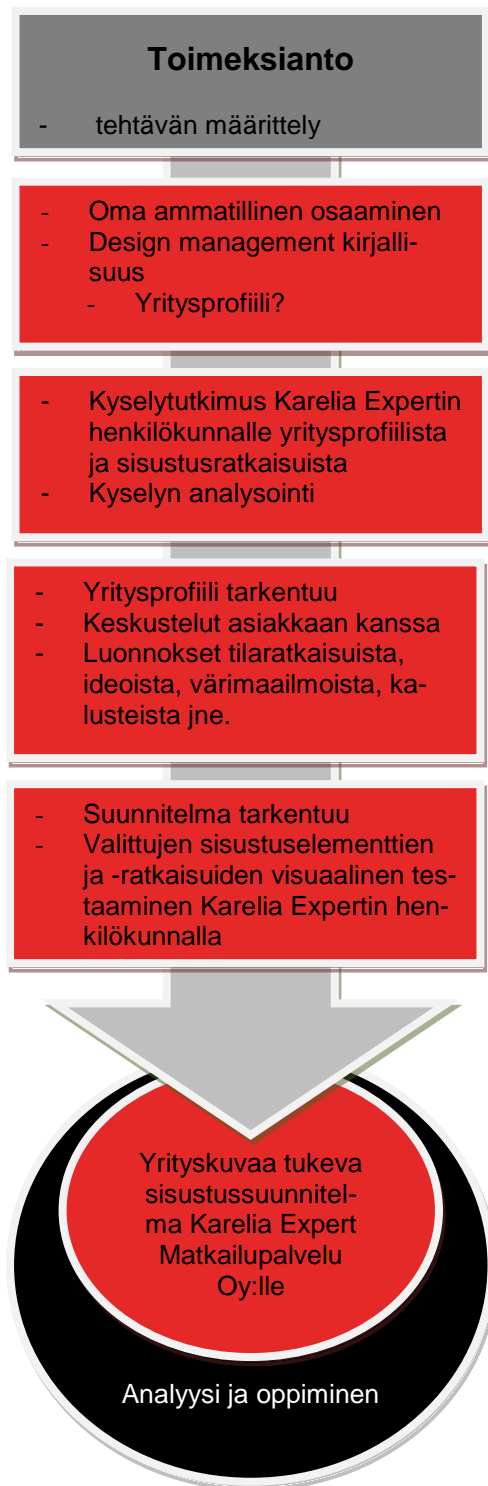 Toimeksianto
- tehtävän määrittely
- Oma ammatillinen osaaminen
- Design management kirjalli-
suus
- Yritysprofiili?
- Kyselytutkimus Karelia Expertin
henkilökunnalle yritysprofiilista
ja sisustusratkaisuista
- Kyselyn analysointi
- Yritysprofiili tarkentuu
- Keskustelut asiakkaan kanssa
- Luonnokset tilaratkaisuista,
ideoista, värimaailmoista, ka-
lusteista jne.
- Suunnitelma tarkentuu
- Valittujen sisustuselementtien
ja -ratkaisuiden visuaalinen tes-
taaminen Karelia Expertin hen-
kilökunnalla
Yrityskuvaa tukeva
sisustussuunnitel-
ma Karelia Expert
Matkailupalvelu
Oy:lle
Analyysi ja oppiminen